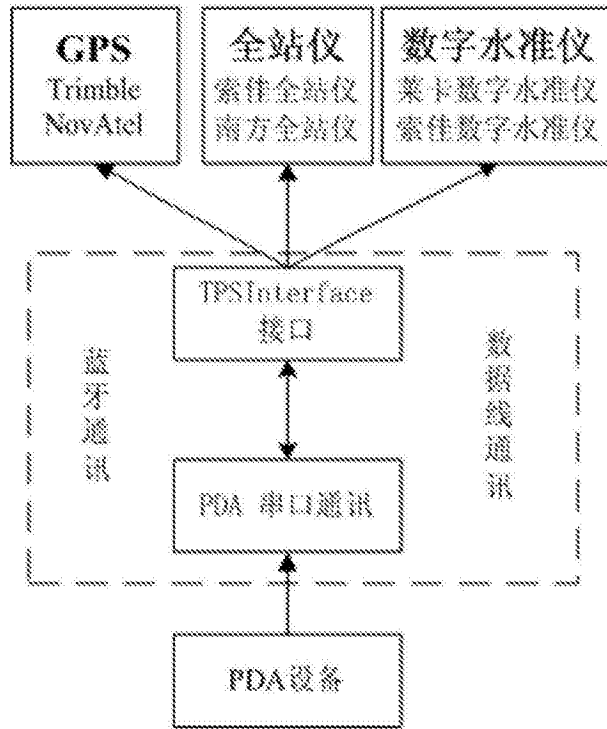 GPS
Trimble
NovAtel
全站仪
索佳全站仪
南方全站仪
数字水准仪
莱卡数字水准仪
索佳数字水准仪
TPSInterface
接口
蓝牙通讯
数据线通讯
PDA 串口通讯
PDA设备